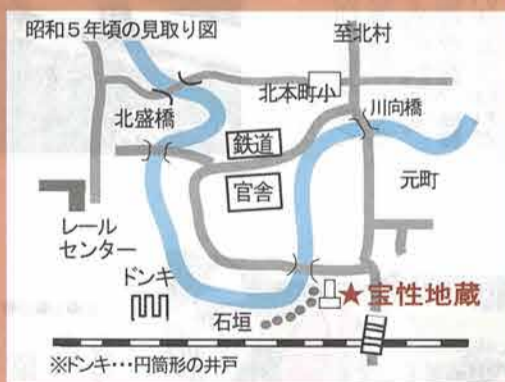 昭和5年頃の見取り図
至北村
北本町小
川向橋
北盛橋
鉄道
官舎
元町
レール
センター
ドンキ
★宝性地蔵
石垣
※ドンキ･･･円筒形の井戸